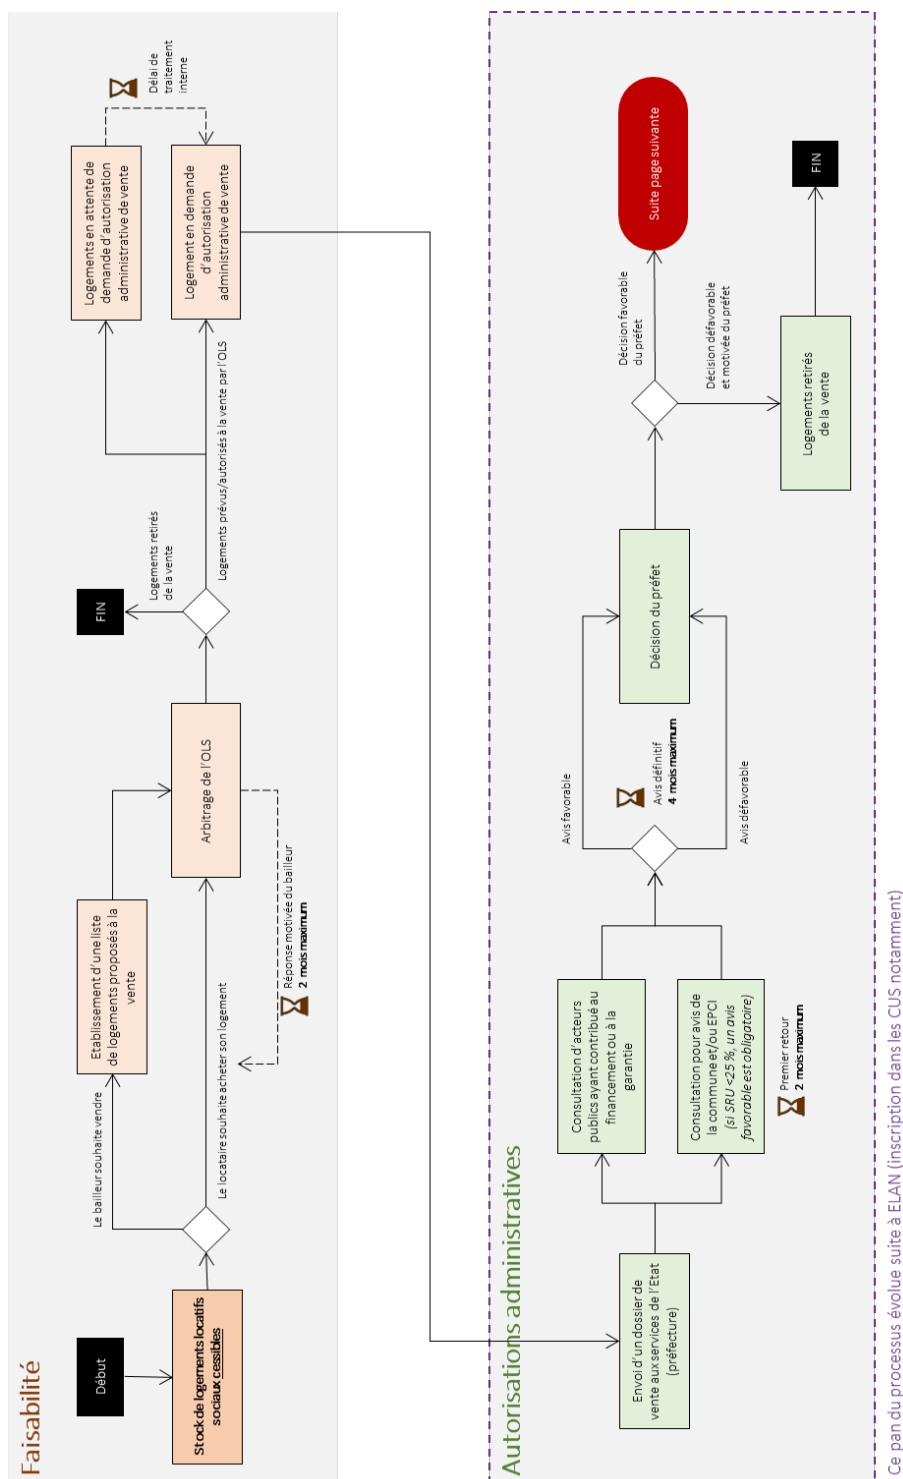 Faisabilité
Début
Stock de logements locatifs
sociaux cessibles
Le bailleur souhaite vendre
Le locataire souhaite acheter son logement
Etablissement d'une liste
de logements proposés à la
vente
Réponse motivée du bailleur
2 mois maximum
Arbitrage de l'OLS
FIN
Logements retirés
de la vente
Logements prévus/autorisés à la vente par l'OLS
Logements en attente de
demande d'autorisation
administrative de vente
Logement en demande
d'autorisation
administrative de vente
Délai de
traitement
interne
Autorisations administratives
Envoi d'un dossier de
vente aux services de l'Etat
(préfecture)
Consultation d'acteurs
publics ayant contribué au
financement ou à la
garantie
Consultation pour avis de
la commune et/ou EPCI
(si SRU <25 %, un avis
favorable est obligatoire)
Premier retour
2 mois maximum
Avis favorable
Avis définitif
4 mois maximum
Avis défavorable
Décision du préfet
Décision favorable
du préfet
Décision défavorable
et motivée du préfet
Suite page suivante
Logements retirés
de la vente
FIN
Ce pan du processus évolue suite à ELAN (inscription dans les CUS notamment)